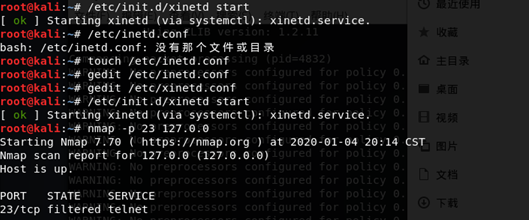 root@kali:~# /etc/init.d/xinetd start
[ ok ] Starting xinetd (via systemctl): xinetd.service.
root@kali:~# /etc/inetd.conf
bash: /etc/inetd.conf: 没有那个文件或目录
root@kali:~# touch /etc/inetd.conf
root@kali:~# gedit /etc/inetd.conf
root@kali:~# gedit /etc/xinetd.conf
root@kali:~# /etc/init.d/xinetd start
[ ok ] Starting xinetd (via systemctl): xinetd.service.
root@kali:~# nmap -p 23 127.0.0
Starting Nmap 7.70 ( https://nmap.org ) at 2020-01-04 20:14 CST
Nmap scan report for 127.0.0 (127.0.0.0)
Host is up.
PORT   STATE    SERVICE
23/tcp filtered telnet
最近使用
收藏
主目录
桌面
视频
图片
文档
下载